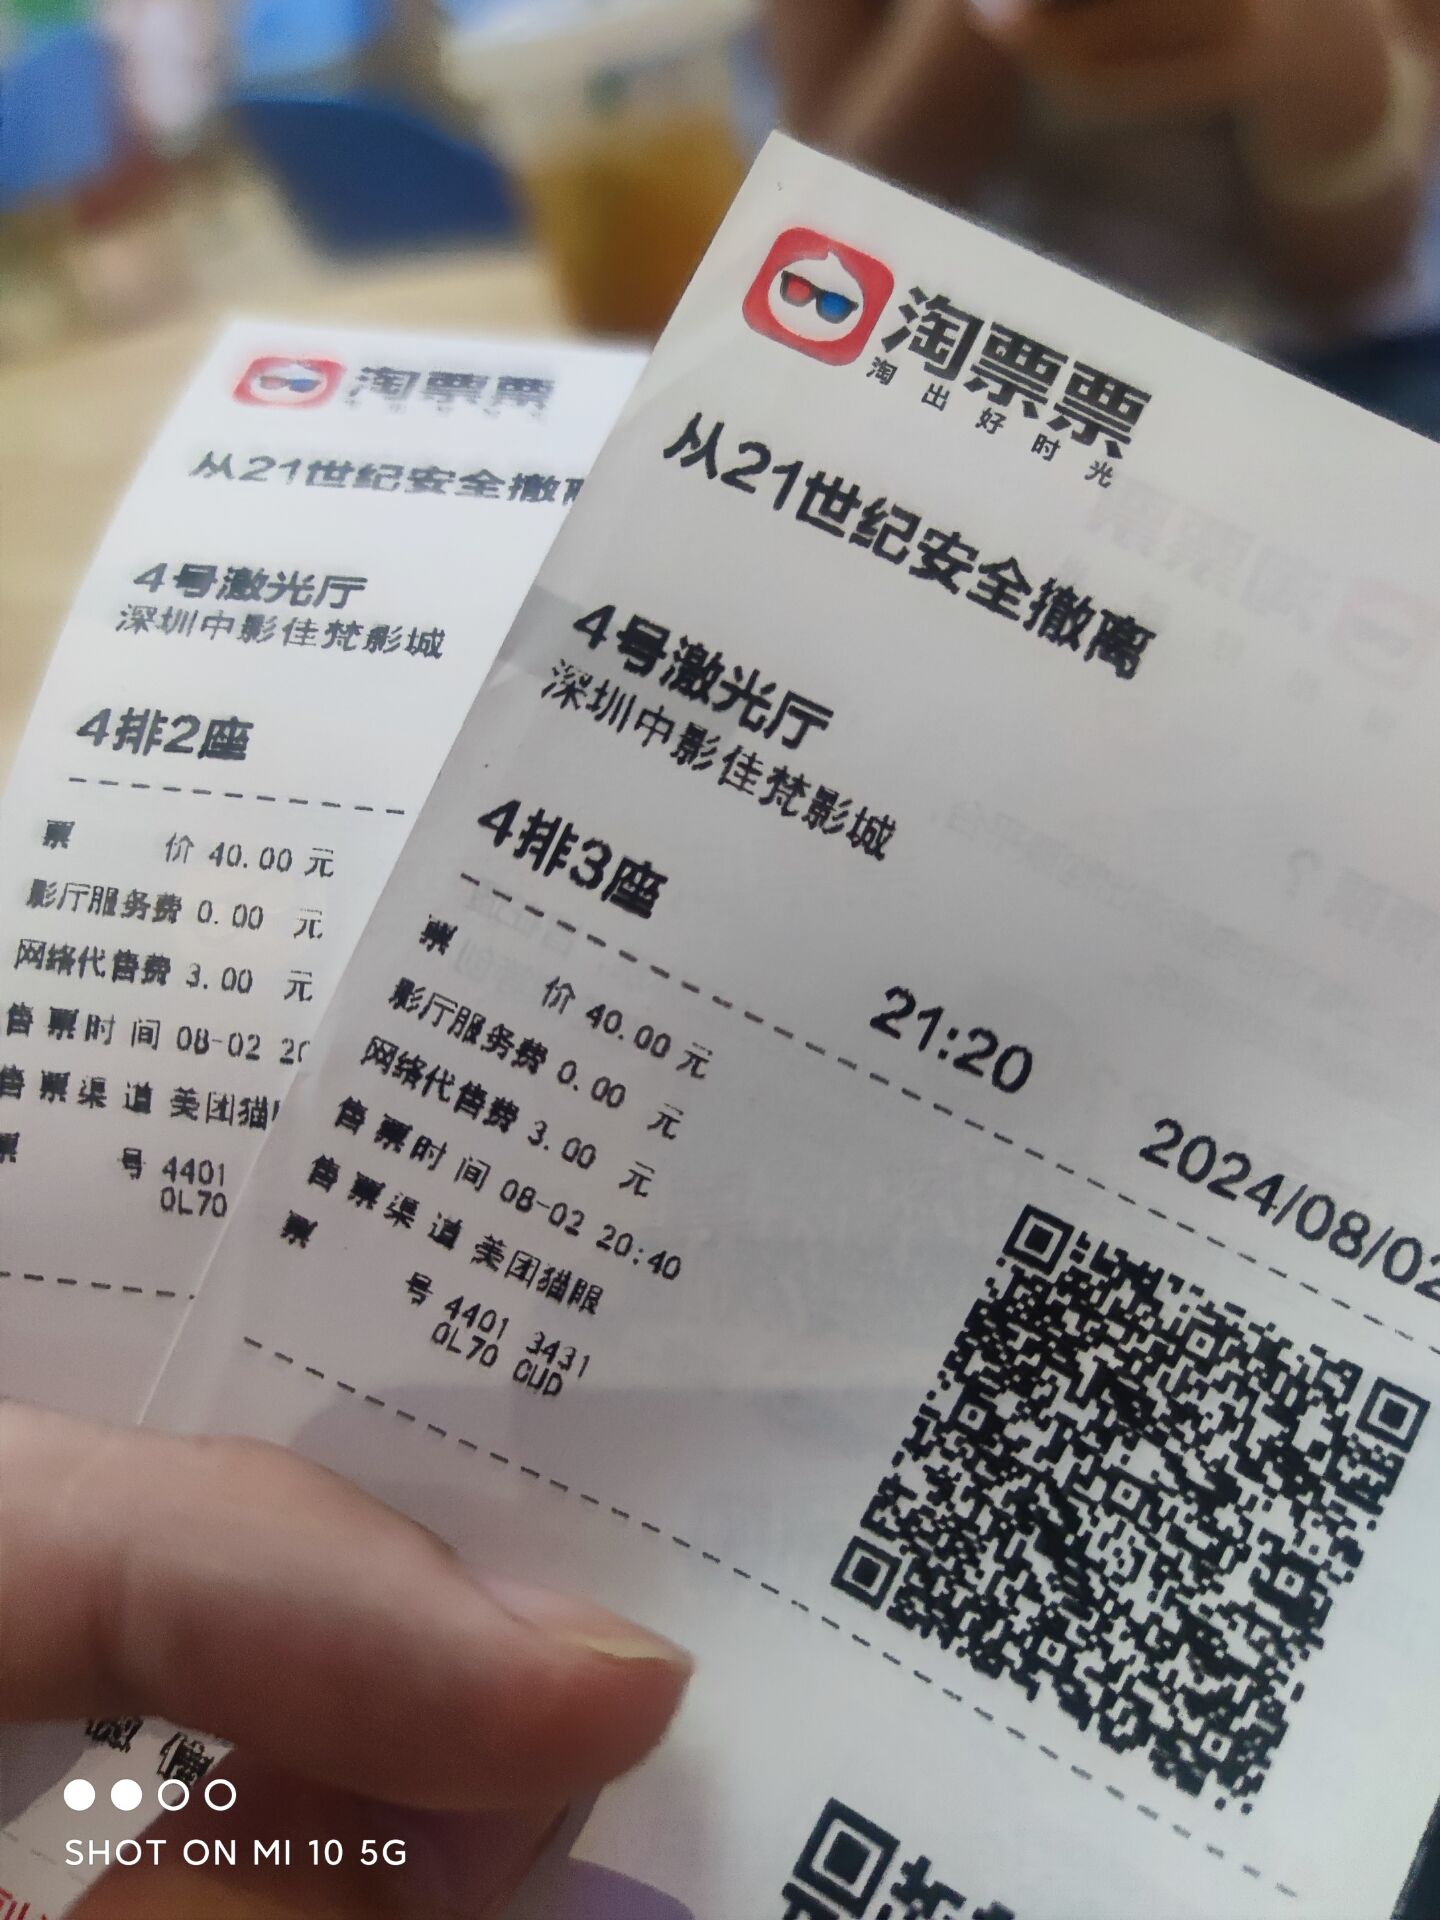 淘票票
从21世纪安全撤
4号激光厅
深圳中影佳梵影城
4排2座
票 价 40.00 元
影厅服务费 0.00 元
网络代售费 3.00 元
售票时间 08-02
售票渠道 美团猫
票 号 4401
0L70
淘票票
淘出好时光
从21世纪安全撤离
4号激光厅
深圳中影佳梵影城
4排3座
21:20
2024/08/02
票 价 40.00 元
影厅服务费 0.00 元
网络代售费 3.00 元
售票时间 08-02 20:40
售票渠道 美团猫眼
票 号 4401 3431
0L70 CUD
微信
SHOT ON MI 10 5G